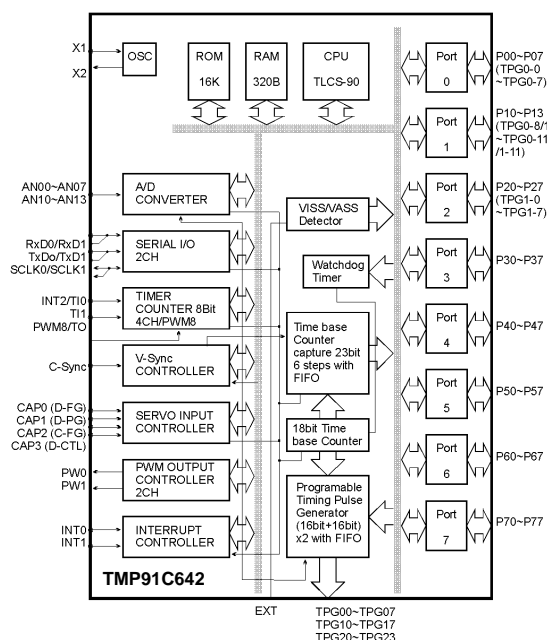 X1
X2
OSC
ROM
16K
RAM
320B
CPU
TLCS-90
Port
0
P00~P07
(TPG0-0
~TPG0-7)
Port
1
P10~P13
(TPG0-8/1
~TPG0-11
/1-11)
AN00~AN07
AN10~AN13
A/D
CONVERTER
VISS/VASS
Detector
Port
2
P20~P27
(TPG1-0
~TPG1-7)
RxD0/RxD1
TxDo/TxD1
SCLK0/SCLK1
SERIAL I/O
2CH
Watchdog
Timer
Port
3
P30~P37
INT2/TI0
TI1
PWM8/TO
TIMER
COUNTER 8Bit
4CH/PWM8
Time base
Counter
capture 23bit
6 steps with
FIFO
Port
4
P40~P47
C-Sync
V-Sync
CONTROLLER
Port
5
P50~P57
CAP0 (D-FG)
CAP1 (D-PG)
CAP2 (C-FG)
CAP3 (D-CTL)
SERVO INPUT
CONTROLLER
18bit Time
base Counter
Port
6
P60~P67
PW0
PW1
PWM OUTPUT
CONTROLLER
2CH
Programable
Timing Pulse
Generator
(16bit+16bit)
x2 with FIFO
Port
7
P70~P77
INT0
INT1
INTERRUPT
CONTROLLER
TMP91C642
EXT
TPG00~TPG07
TPG10~TPG17
TPG20~TPG23